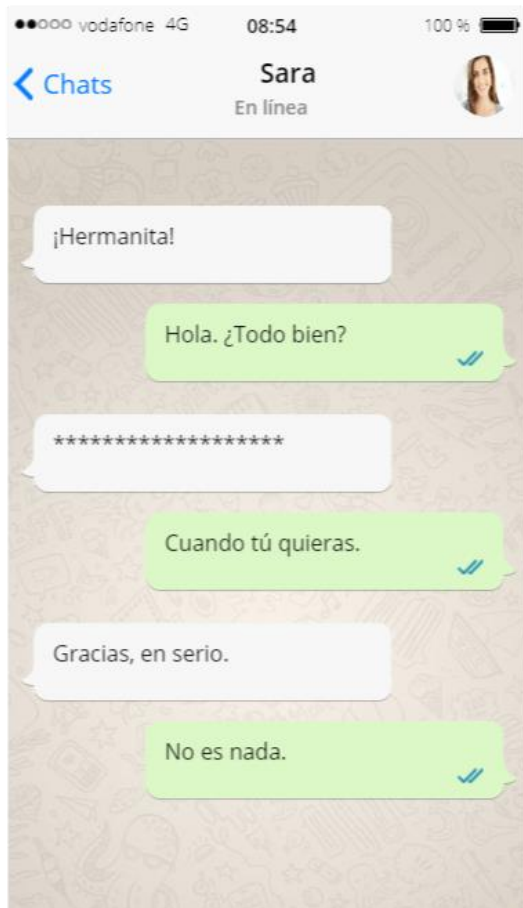 vodafone 4G 08:54 100 %
Chats Sara
En línea
¡Hermanita!
Hola. ¿Todo bien?
*******************
Cuando tú quieras.
Gracias, en serio.
No es nada.